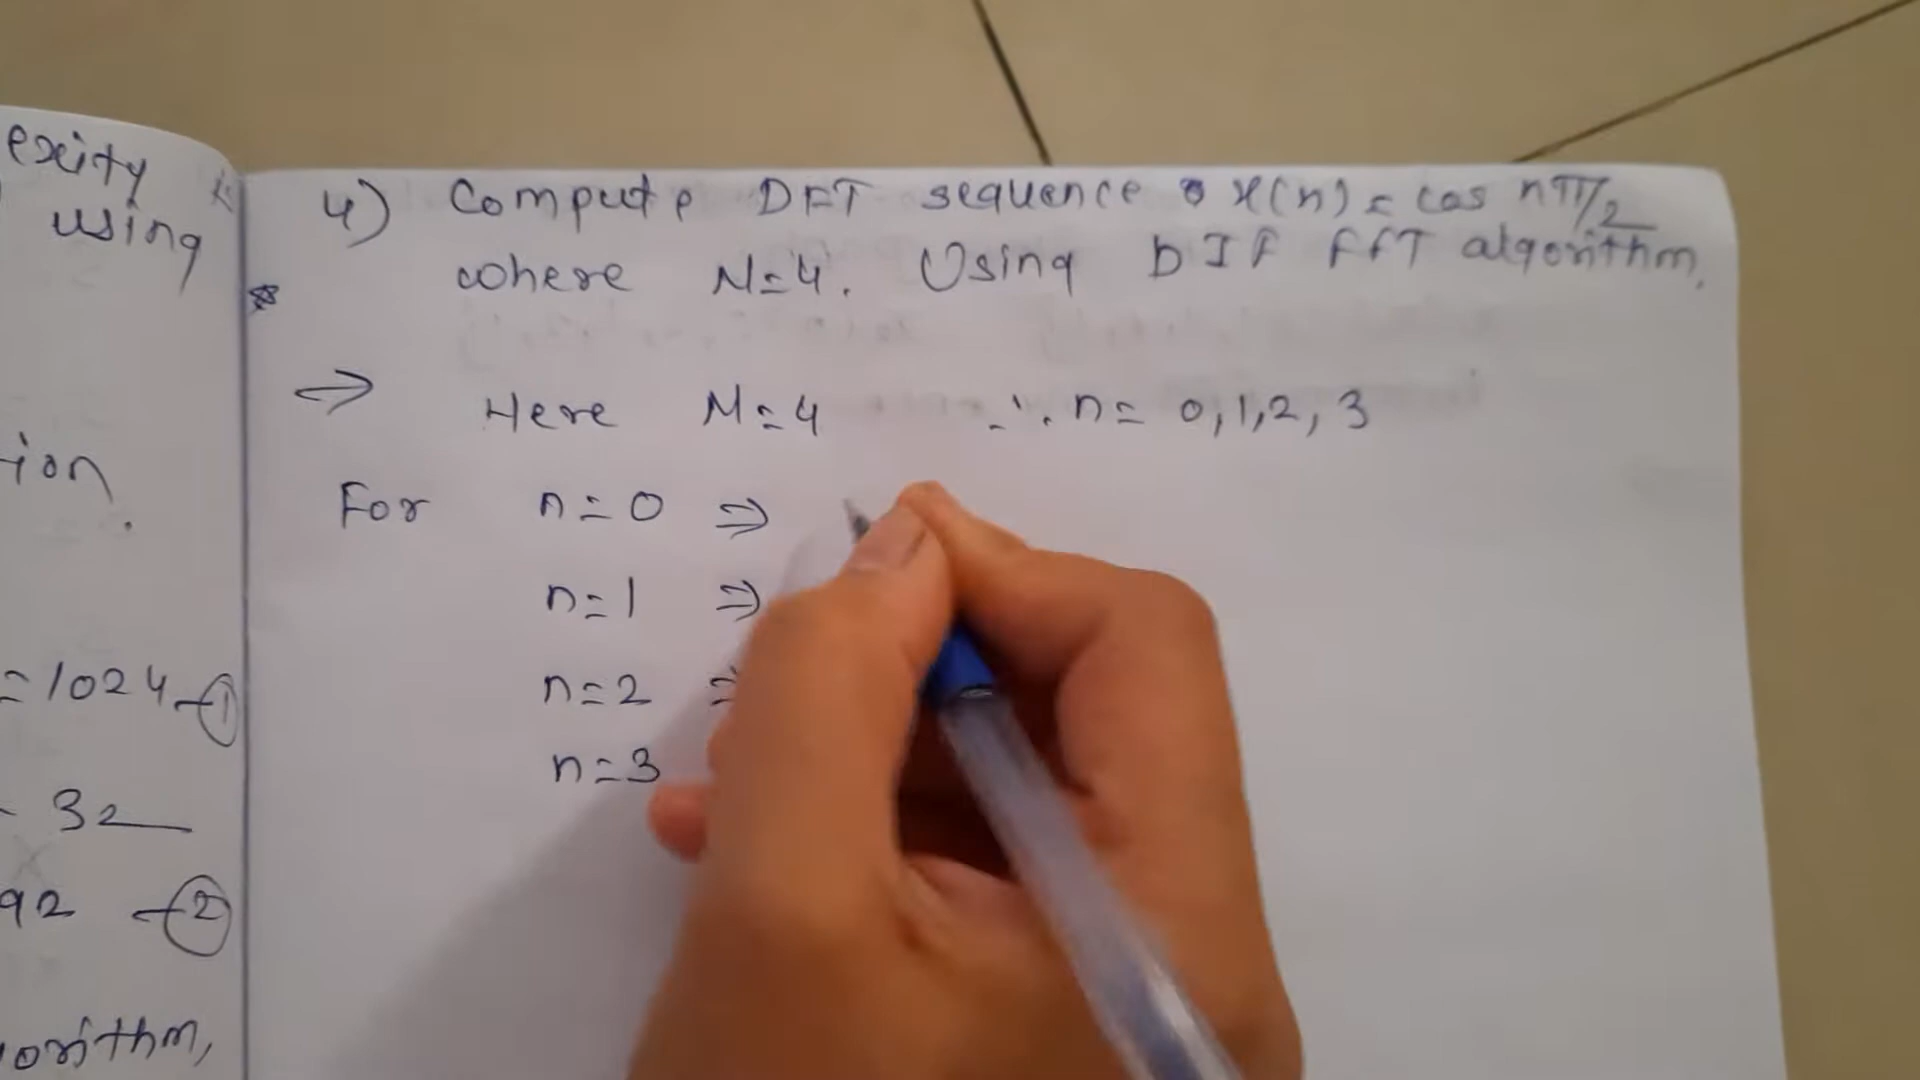 exity
using
ion.
=1024 -①
- 32
92 -②
orithm,
4) Compute DFT sequence x(n) = cos nπ/2
where N=4. Using DIF FFT algorithm.
⇒ Here N=4 ∴ n = 0,1,2,3
For n=0 ⇒
n=1 ⇒
n=2 ⇒
n=3